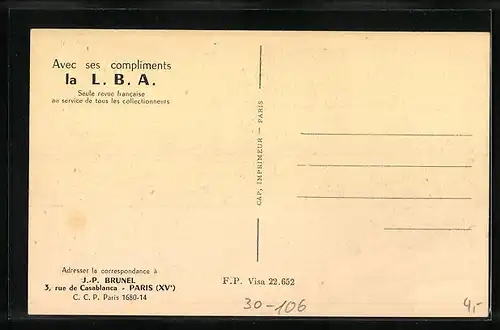 Avec ses compliments
la L. B. A.
Seule revue française
au service de tous les collectionneurs
CAP, IMPRIMEUR — PARIS
Adresser la correspondance à
J.-P. BRUNEL
3, rue de Casablanca - PARIS (XVᵉ)
C. C. P. Paris 1680-14
F.P. Visa 22.652
30-106
4,-